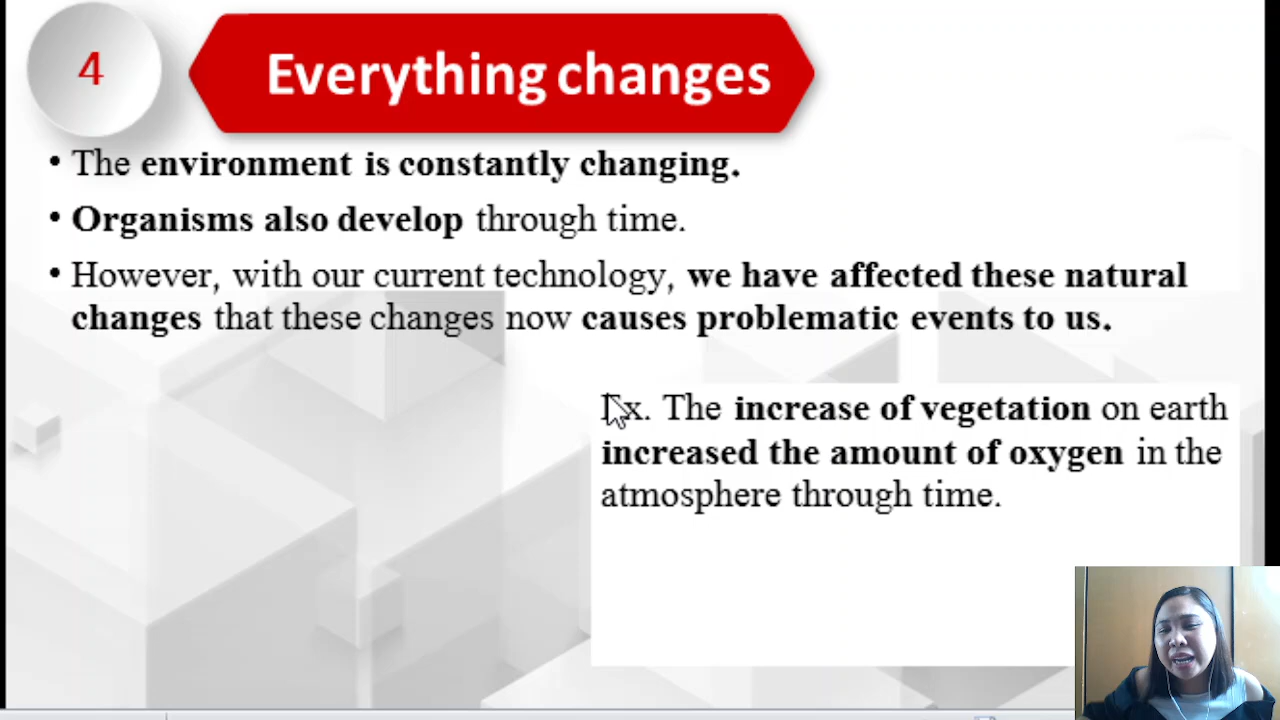 4
Everything changes
• The environment is constantly changing.
• Organisms also develop through time.
• However, with our current technology, we have affected these natural
changes that these changes now causes problematic events to us.
Ex. The increase of vegetation on earth
increased the amount of oxygen in the
atmosphere through time.